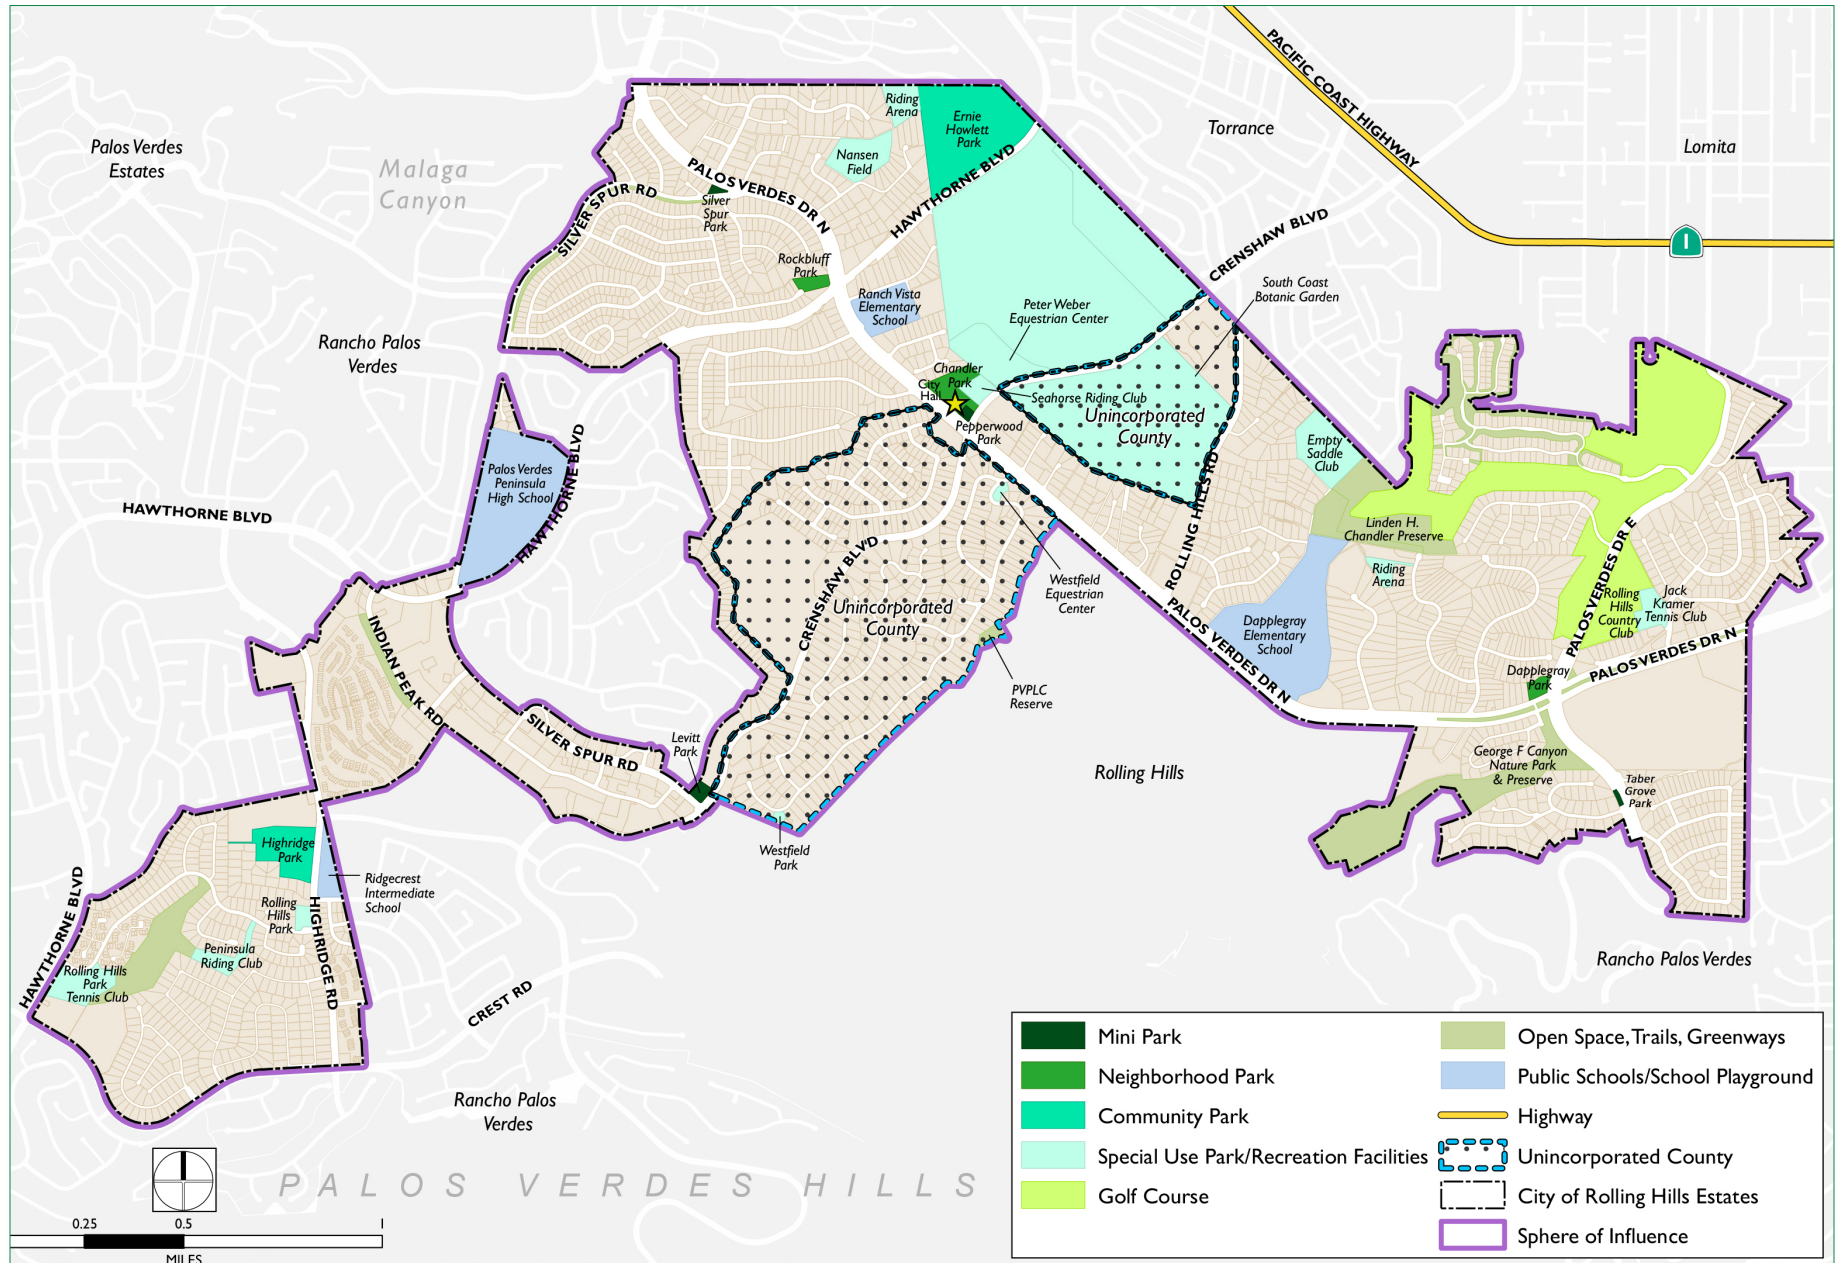 PACIFIC COAST HIGHWAY
Palos Verdes
Estates
Malaga
Canyon
Torrance
Lomita
Riding
Arena
Ernie
Howlett
Park
Nansen
Field
PALOS VERDES DR N
HAWTHORNE BLVD
SILVER SPUR RD
Silver
Spur
Park
CRENSHAW BLVD
1
Rockbluff
Park
Ranch Vista
Elementary
School
South Coast
Botanic Garden
Peter Weber
Equestrian Center
Rancho Palos
Verdes
Chandler
Park
City
Hall
Seahorse Riding Club
Unincorporated
County
Pepperwood
Park
Empty
Saddle
Club
Palos Verdes
Peninsula
High School
HAWTHORNE BLVD
HAWTHORNE BLVD
ROLLING HILLS RD
Linden H.
Chandler Preserve
PALOS VERDES DR E
CRENSHAW BLVD
Riding
Arena
Westfield
Equestrian
Center
Unincorporated
County
Rolling
Hills
Country
Club
Jack
Kramer
Tennis Club
Dapplegray
Elementary
School
PALOS VERDES DR N
PALOS VERDES DR N
INDIAN PEAK RD
Dapplegray
Park
PVPLC
Reserve
SILVER SPUR RD
Levitt
Park
Rolling Hills
George F Canyon
Nature Park
& Preserve
Taber
Grove
Park
Westfield
Park
Highridge
Park
Ridgecrest
Intermediate
School
HAWTHORNE BLVD
Rolling
Hills
Park
HIGHRIDGE RD
Peninsula
Riding Club
Rolling Hills
Park
Tennis Club
Rancho Palos Verdes
CREST RD
Rancho Palos
Verdes
PALOS VERDES HILLS
0.25 0.5 1
MILES
Mini Park
Neighborhood Park
Community Park
Special Use Park/Recreation Facilities
Golf Course
Open Space, Trails, Greenways
Public Schools/School Playground
Highway
Unincorporated County
City of Rolling Hills Estates
Sphere of Influence